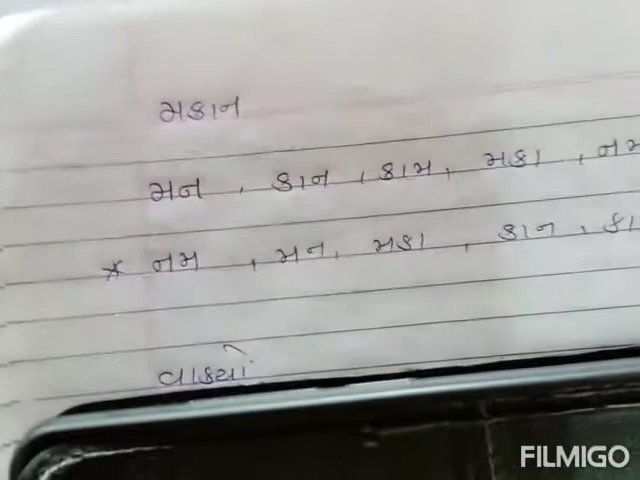 મકાન
મન , કાન , કામ , મકા , નમ
* નમ , મન , મકા , કાન , કા
વાક્યોં
FILMIGO